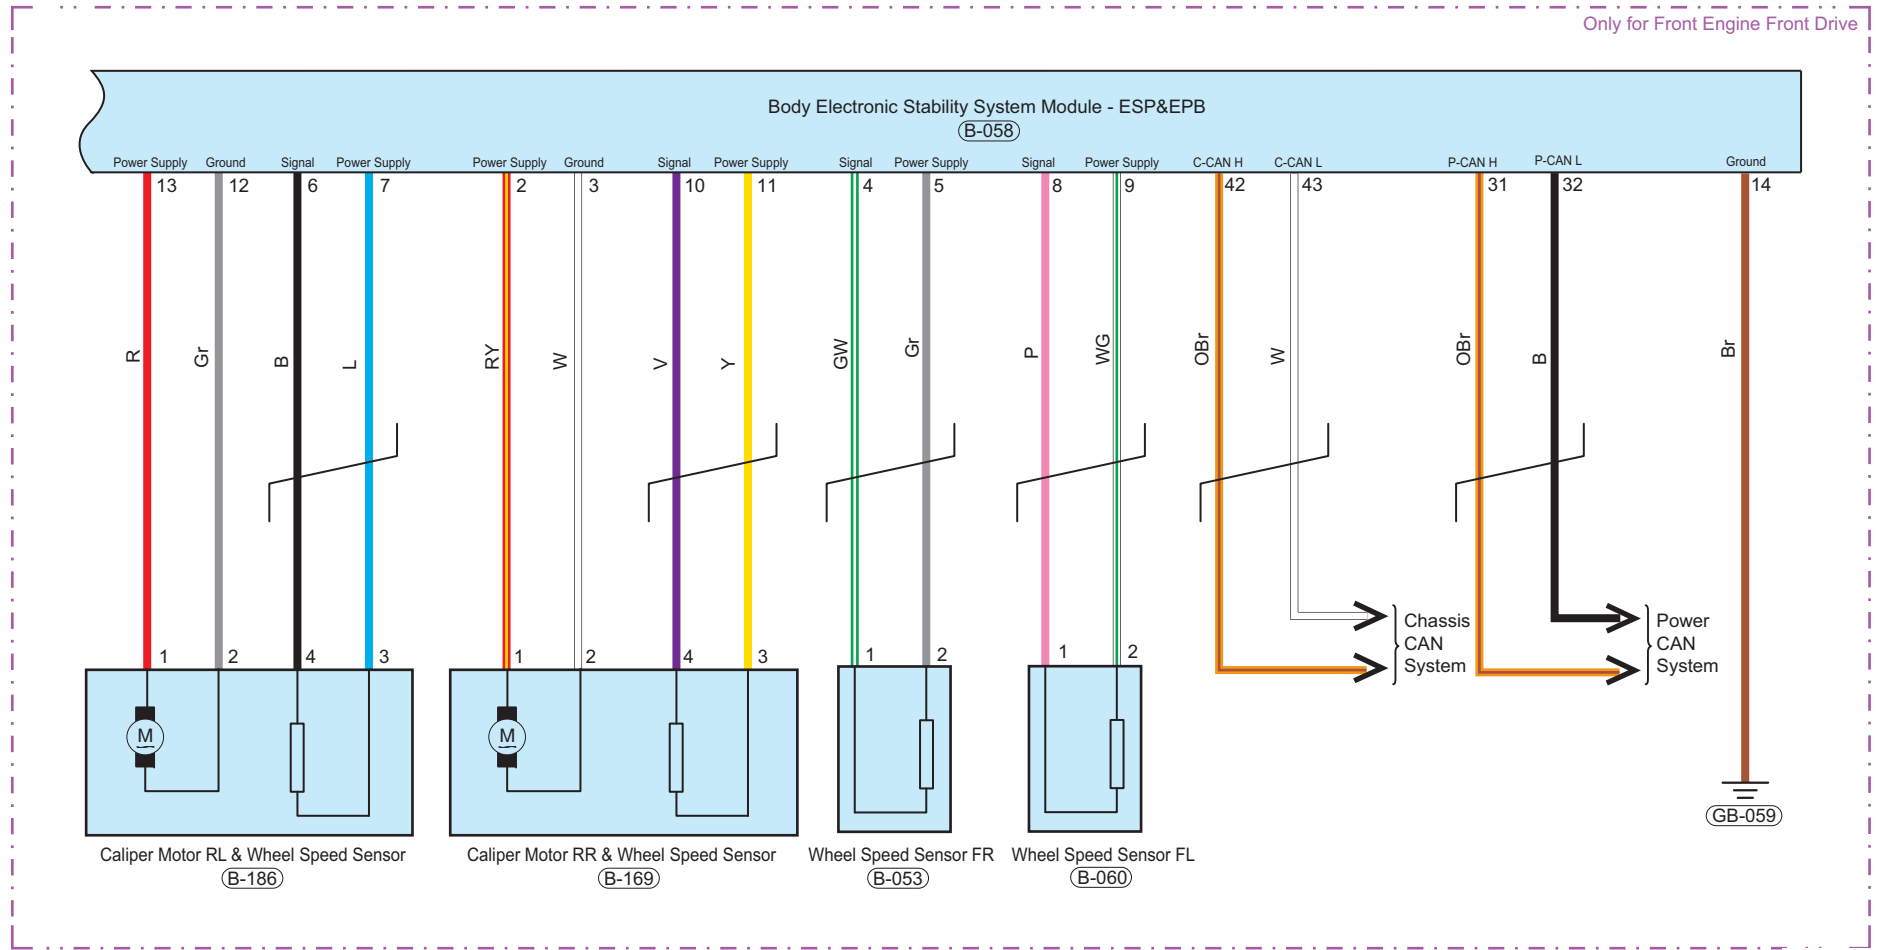 Only for Front Engine Front Drive
Body Electronic Stability System Module - ESP&EPB
B-058
Power Supply Ground Signal Power Supply Power Supply Ground Signal Power Supply Signal Power Supply Signal Power Supply C-CAN H C-CAN L P-CAN H P-CAN L Ground
13 12 6 7 2 3 10 11 4 5 8 9 42 43 31 32 14
R Gr B L RY W V Y GW Gr P WG OBr W OBr B Br
Chassis
CAN
System
Power
CAN
System
1 2 4 3 1 2 4 3 1 2 1 2
M M
GB-059
Caliper Motor RL & Wheel Speed Sensor
B-186
Caliper Motor RR & Wheel Speed Sensor
B-169
Wheel Speed Sensor FR
B-053
Wheel Speed Sensor FL
B-060